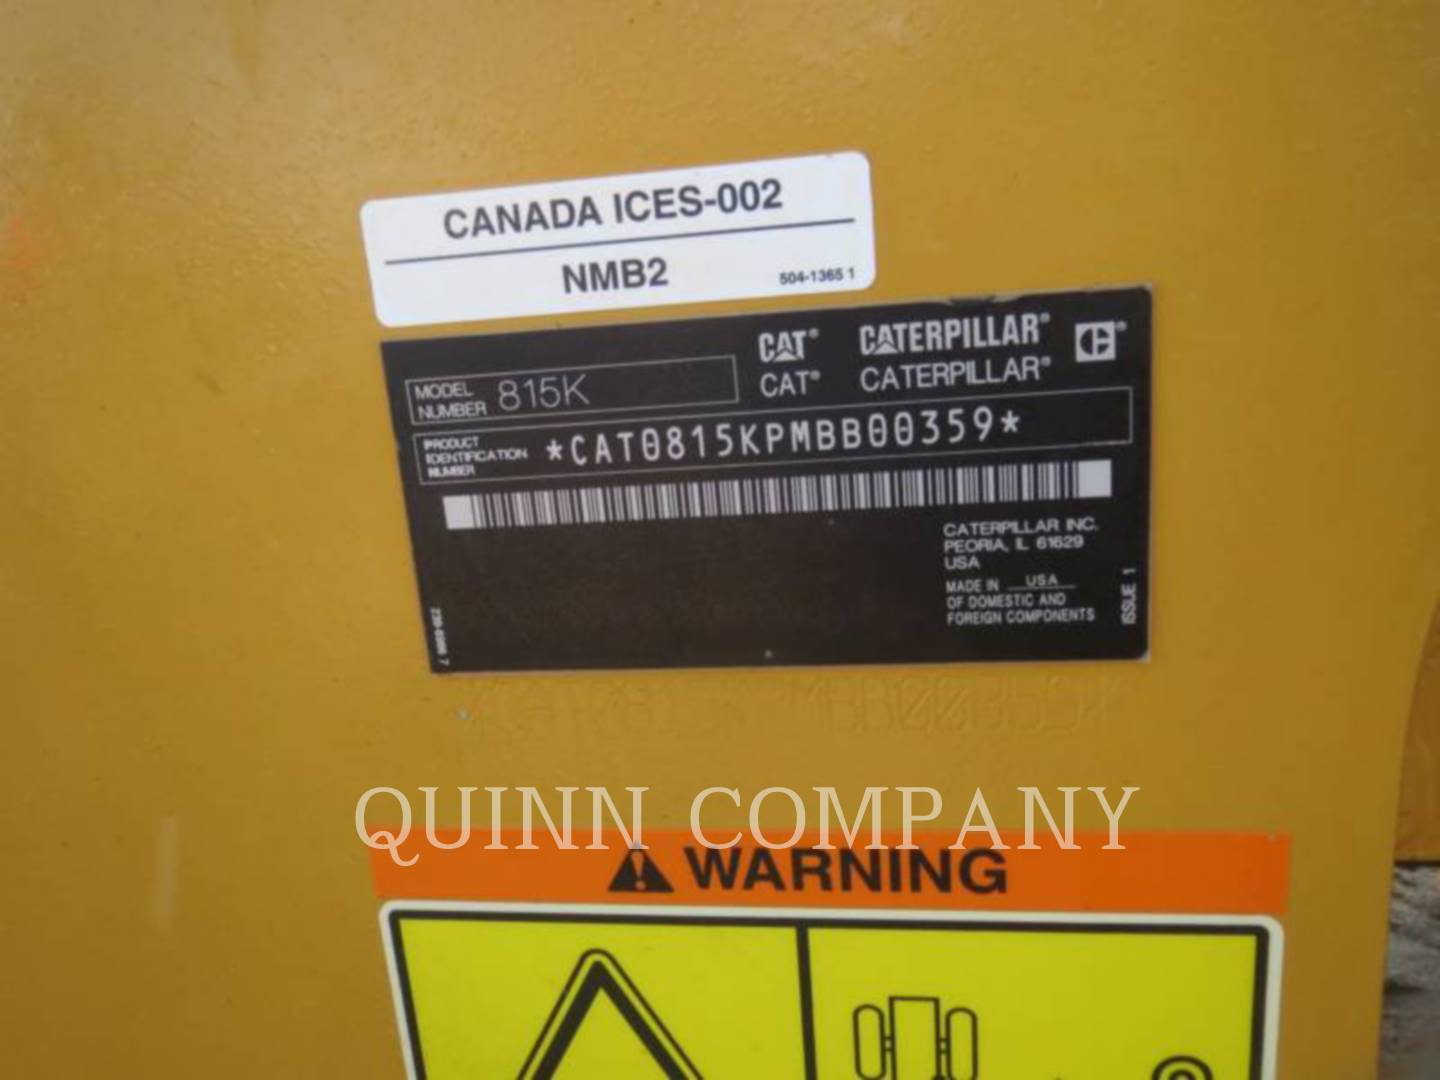 CANADA ICES-002
NMB2
504-1365 1
CAT® CATERPILLAR®
CAT® CATERPILLAR®
MODEL NUMBER 815K
PRODUCT IDENTIFICATION NUMBER *CAT0815KPMBB00359*
CATERPILLAR INC.
PEORIA, IL 61629
USA
MADE IN USA
OF DOMESTIC AND
FOREIGN COMPONENTS
ISSUE 1
QUINN COMPANY
WARNING